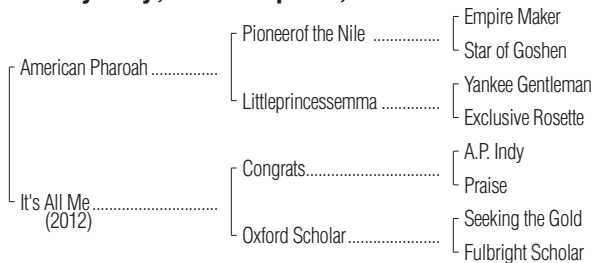 Empire Maker
Pioneerof the Nile ................
Star of Goshen
American Pharoah ................
Yankee Gentleman
Littleprincessemma ..............
Exclusive Rosette
A.P. Indy
Congrats................................
Praise
It's All Me..............................
(2012)
Seeking the Gold
Oxford Scholar......................
Fulbright Scholar